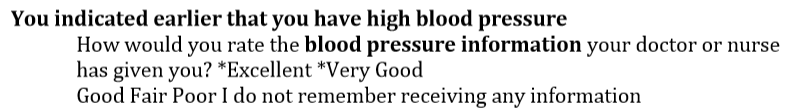 You indicated earlier that you have high blood pressure
How would you rate the blood pressure information your doctor or nurse
has given you? *Excellent *Very Good
Good Fair Poor I do not remember receiving any information